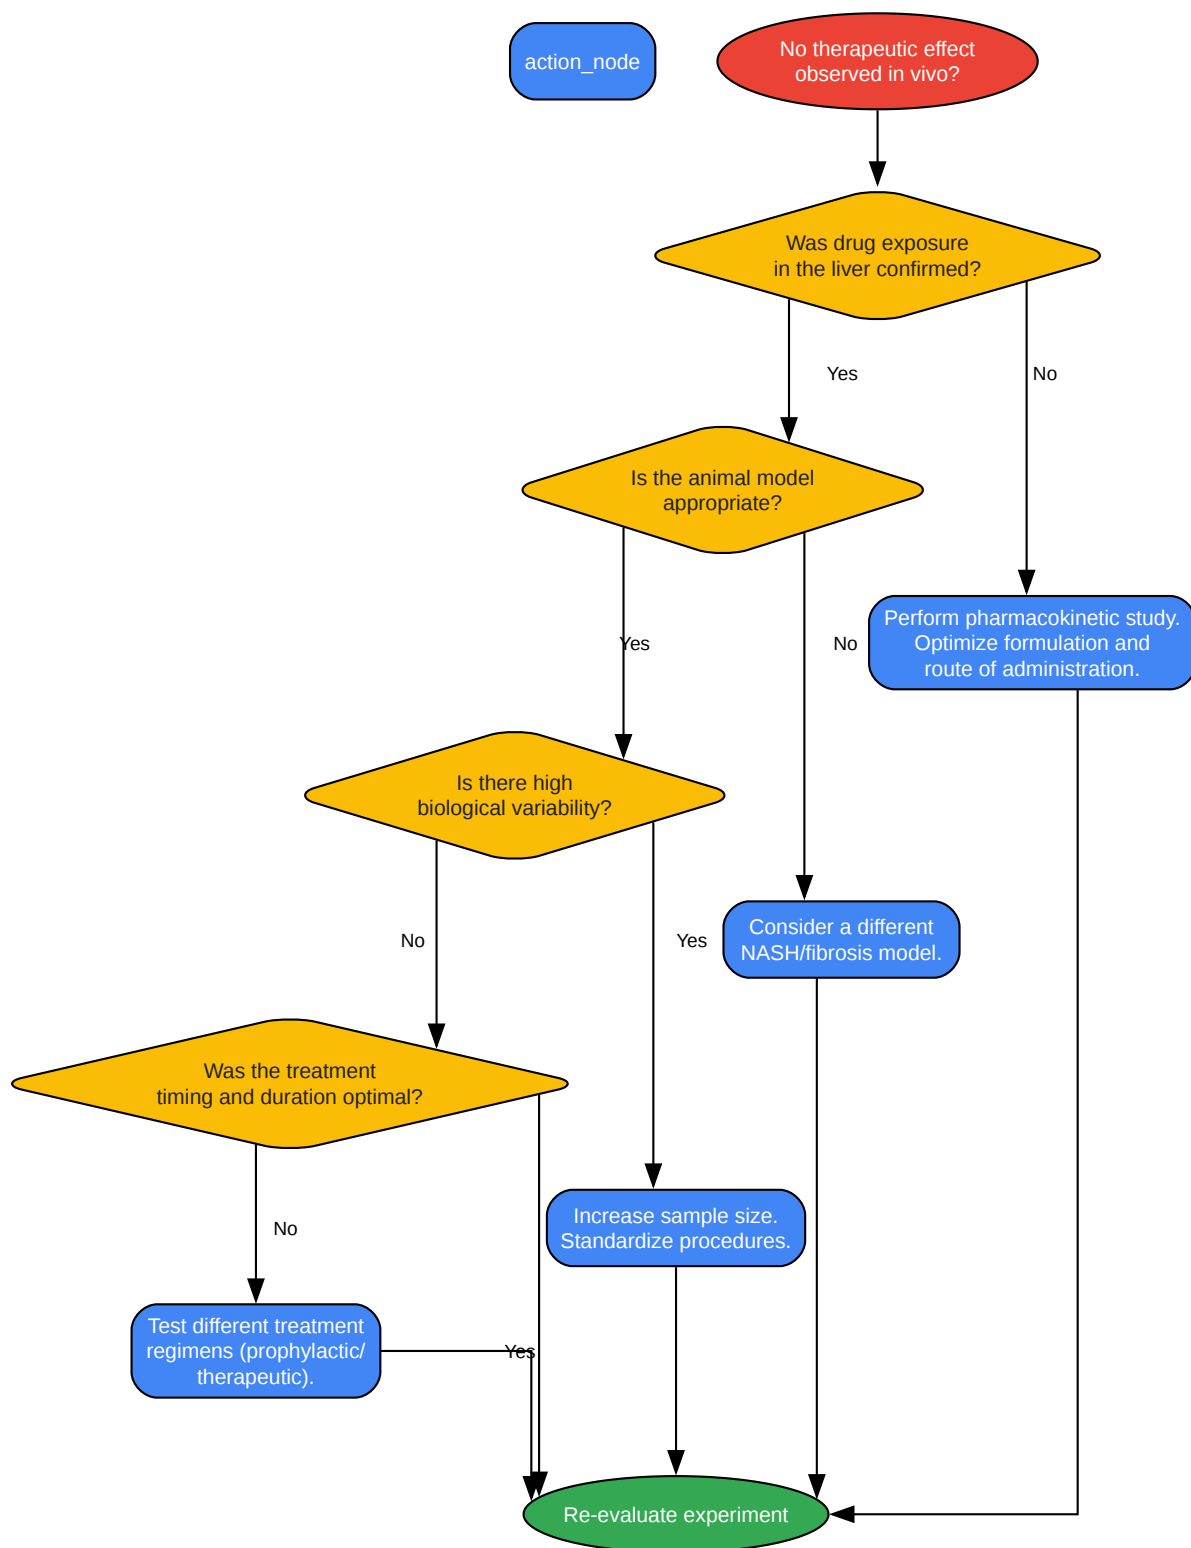 action_node
No therapeutic effect
observed in vivo?
Was drug exposure
in the liver confirmed?
Yes
No
Is the animal model
appropriate?
Yes
No
Perform pharmacokinetic study.
Optimize formulation and
route of administration.
Is there high
biological variability?
No
Yes
Consider a different
NASH/fibrosis model.
Was the treatment
timing and duration optimal?
No
Increase sample size.
Standardize procedures.
Test different treatment
regimens (prophylactic/
therapeutic).
Yes
Re-evaluate experiment